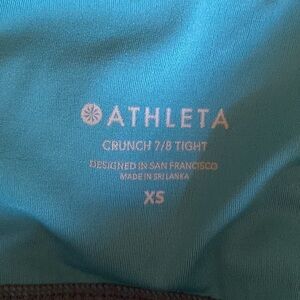 ATHLETA
CRUNCH 7/8 TIGHT
DESIGNED IN SAN FRANCISCO
MADE IN SRI LANKA
XS